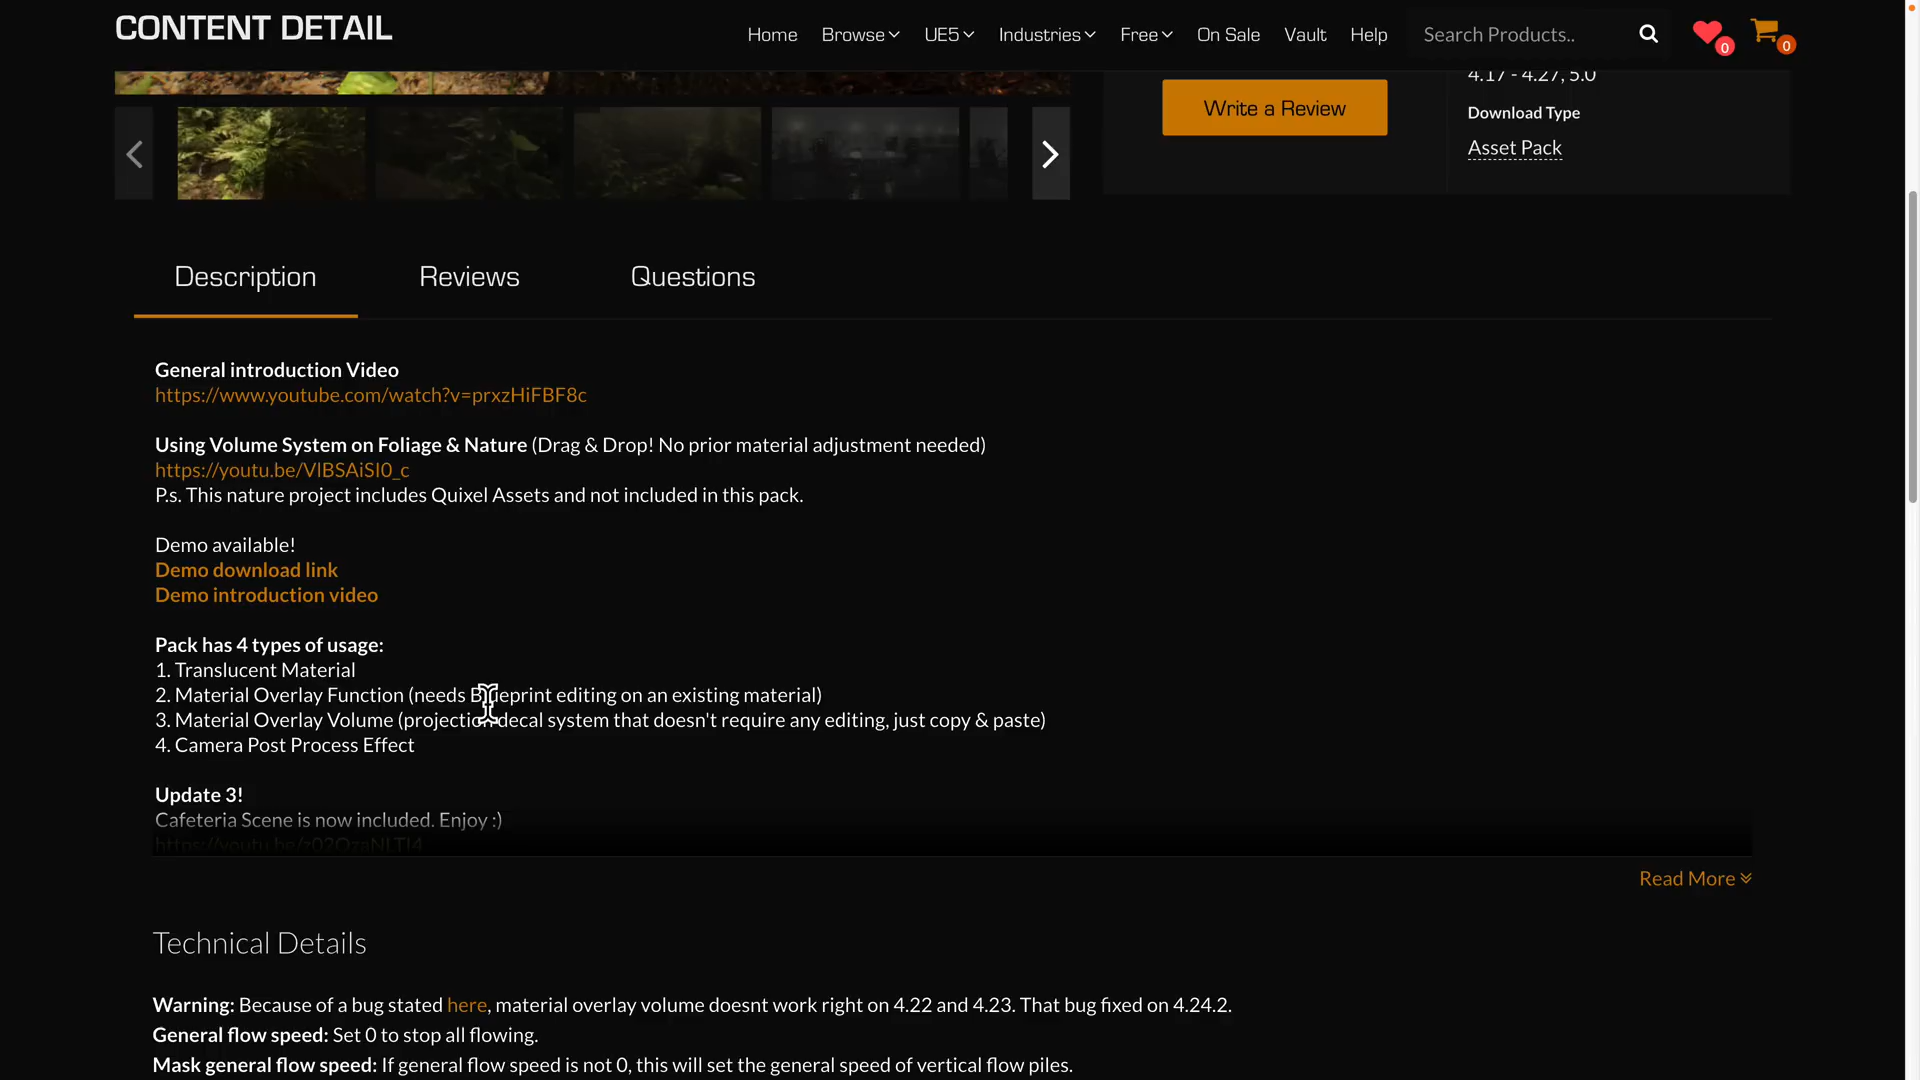 CONTENT DETAIL
Home Browse UE5 Industries Free On Sale Vault Help Search Products.. 0 0
4.17 - 4.27, 5.0
Write a Review
Download Type
Asset Pack
Description Reviews Questions
General introduction Video
https://www.youtube.com/watch?v=prxzHiFBF8c
Using Volume System on Foliage & Nature (Drag & Drop! No prior material adjustment needed)
https://youtu.be/VlBSAiSI0_c
P.s. This nature project includes Quixel Assets and not included in this pack.
Demo available!
Demo download link
Demo introduction video
Pack has 4 types of usage:
1. Translucent Material
2. Material Overlay Function (needs Blueprint editing on an existing material)
3. Material Overlay Volume (projection decal system that doesn't require any editing, just copy & paste)
4. Camera Post Process Effect
Update 3!
Cafeteria Scene is now included. Enjoy :)
Read More
Technical Details
Warning: Because of a bug stated here, material overlay volume doesnt work right on 4.22 and 4.23. That bug fixed on 4.24.2.
General flow speed: Set 0 to stop all flowing.
Mask general flow speed: If general flow speed is not 0, this will set the general speed of vertical flow piles.